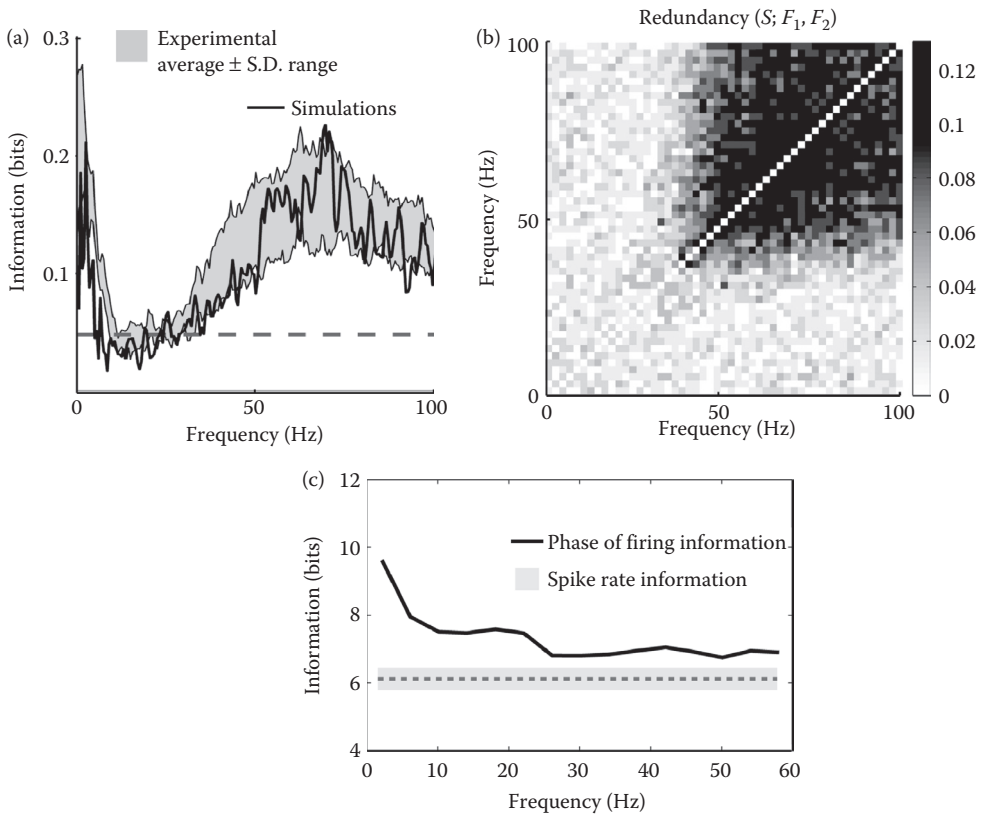 (a)
0.3
0.2
0.1
Information (bits)
Experimental
average ± S.D. range
Simulations
0
50
100
Frequency (Hz)
(b)
Redundancy (S; F₁, F₂)
100
50
0
Frequency (Hz)
50
100
Frequency (Hz)
0.12
0.1
0.08
0.06
0.04
0.02
0
(c)
12
10
8
6
4
Information (bits)
Phase of firing information
Spike rate information
0
10
20
30
40
50
60
Frequency (Hz)